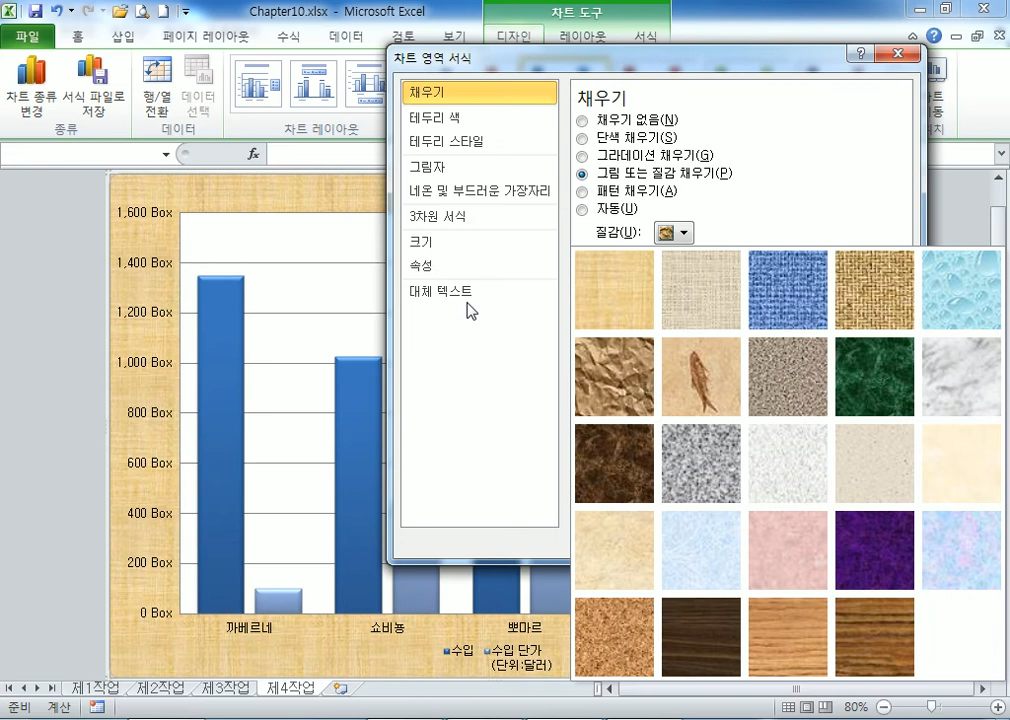 Chapter10.xlsx - Microsoft Excel
차트 도구
파일 홈 삽입 페이지 레이아웃 수식 데이터 검토 보기 디자인 레이아웃 서식
차트 종류 변경
서식 파일로 저장
행/열 전환
데이터 선택
종류
데이터
차트 레이아웃
차트 영역 서식
채우기
테두리 색
테두리 스타일
그림자
네온 및 부드러운 가장자리
3차원 서식
크기
속성
대체 텍스트
채우기
채우기 없음(N)
단색 채우기(S)
그라데이션 채우기(G)
그림 또는 질감 채우기(P)
패턴 채우기(A)
자동(U)
질감(U):
fx
1,600 Box
1,400 Box
1,200 Box
1,000 Box
800 Box
600 Box
400 Box
200 Box
0 Box
까베르네 쇼비뇽 뽀마르
수입 수입 단가
(단위:달러)
제1작업 제2작업 제3작업 제4작업
준비 계산 80%